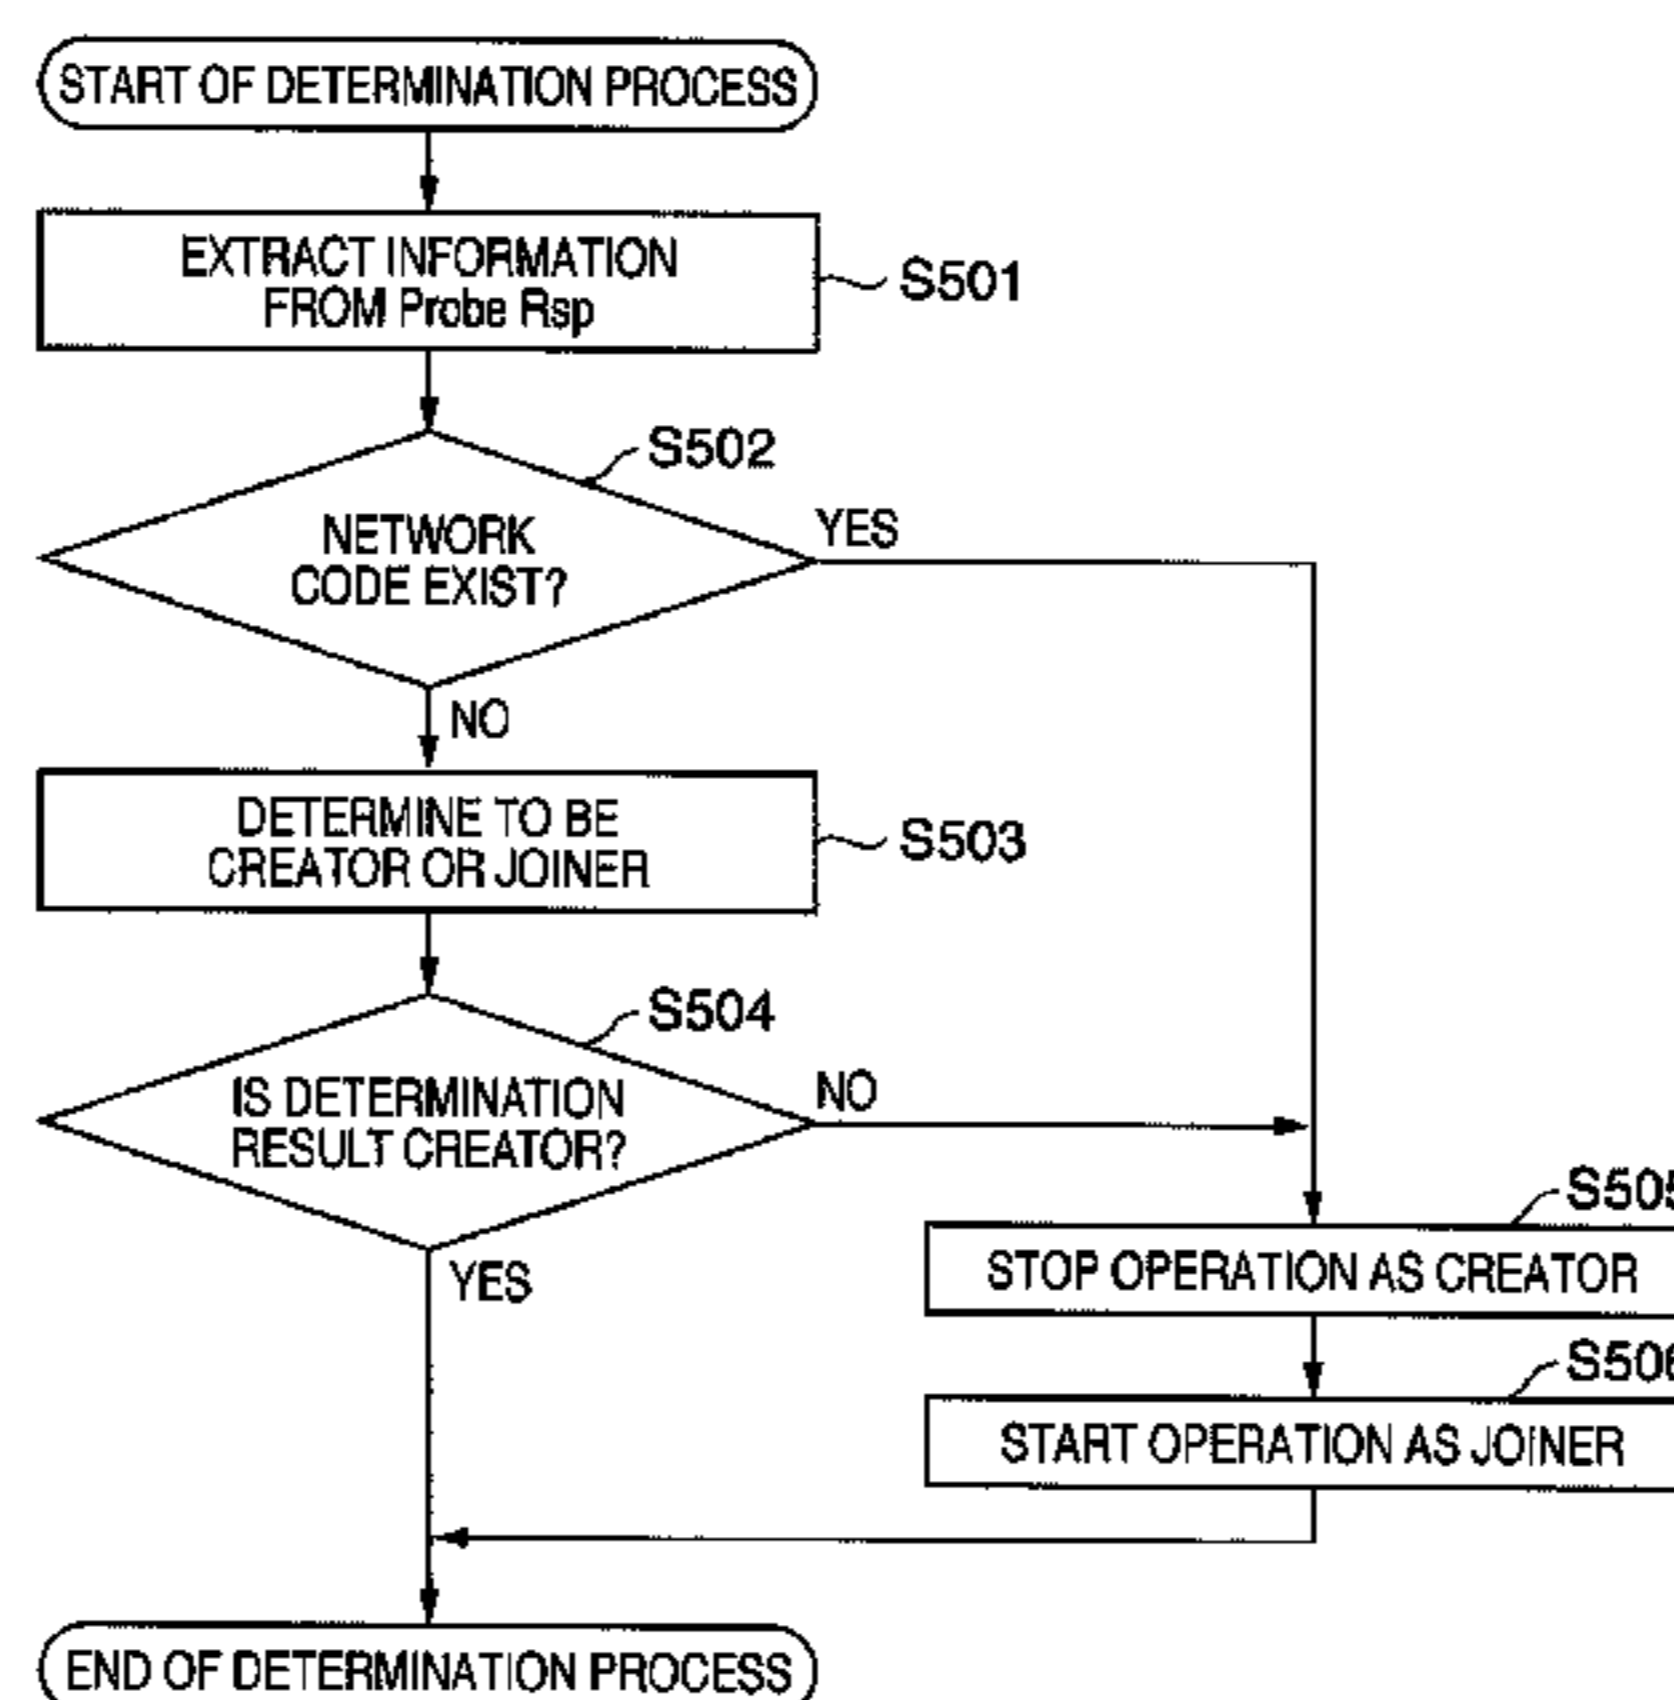 START OF DETERMINATION PROCESS
EXTRACT INFORMATION
FROM Probe Rsp
S501
S502
NETWORK
CODE EXIST?
YES
NO
DETERMINE TO BE
CREATOR OR JOINER
S503
S504
IS DETERMINATION
RESULT CREATOR?
NO
YES
S505
STOP OPERATION AS CREATOR
S506
START OPERATION AS JOINER
END OF DETERMINATION PROCESS